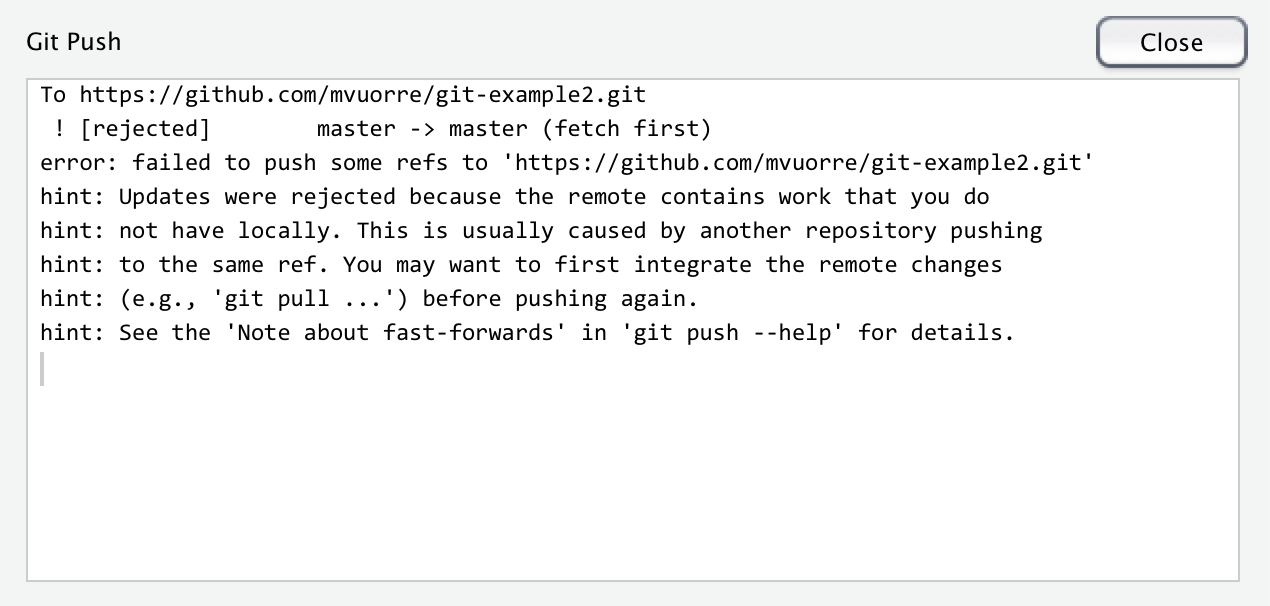 Git Push
Close
To https://github.com/mvuorre/git-example2.git
 ! [rejected]        master -> master (fetch first)
error: failed to push some refs to 'https://github.com/mvuorre/git-example2.git'
hint: Updates were rejected because the remote contains work that you do
hint: not have locally. This is usually caused by another repository pushing
hint: to the same ref. You may want to first integrate the remote changes
hint: (e.g., 'git pull ...') before pushing again.
hint: See the 'Note about fast-forwards' in 'git push --help' for details.